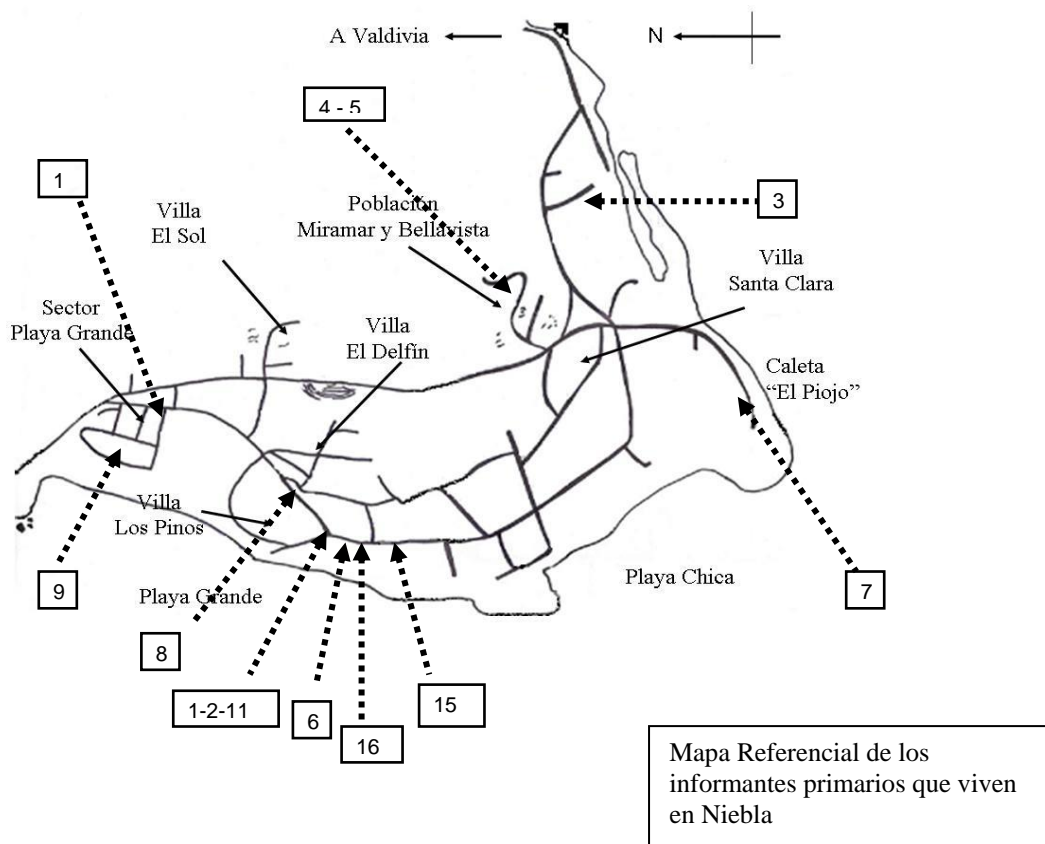 A Valdivia
N
4 - 5
1
3
Villa
El Sol
Población
Miramar y Bellavista
Villa
Santa Clara
Sector
Playa Grande
Villa
El Delfín
Caleta
“El Piojo”
Villa
Los Pinos
9
Playa Grande
Playa Chica
7
8
1-2-11
6
16
15
Mapa Referencial de los
informantes primarios que viven
en Niebla